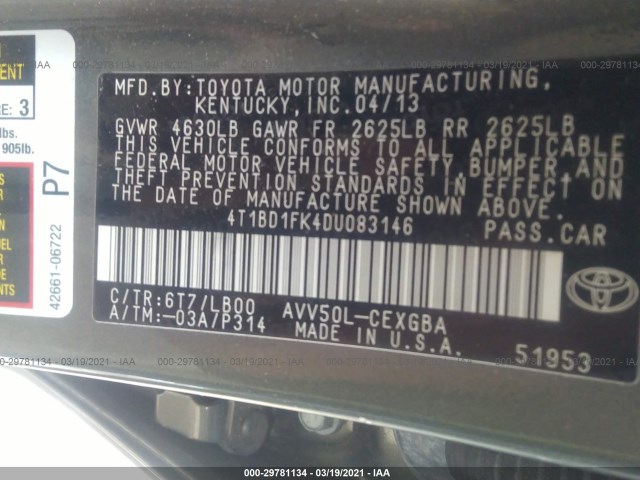 MFD.BY:TOYOTA MOTOR MANUFACTURING,
KENTUCKY, INC. 04/13
GVWR 4630LB GAWR FR 2625LB RR 2625LB
THIS VEHICLE CONFORMS TO ALL APPLICABLE
FEDERAL MOTOR VEHICLE SAFETY, BUMPER, AND
THEFT PREVENTION STANDARDS IN EFFECT ON
THE DATE OF MANUFACTURE SHOWN ABOVE.
4T1BD1FK4DU083146 PASS.CAR
C/TR:6T7/LB00 AVV50L-CEXGBA
A/TM:-03A/P314 MADE IN U.S.A.
51953
RE: 3
lbs.
905lb.
P7
42661-06722
000-29781134 - 03/19/2021 - IAA